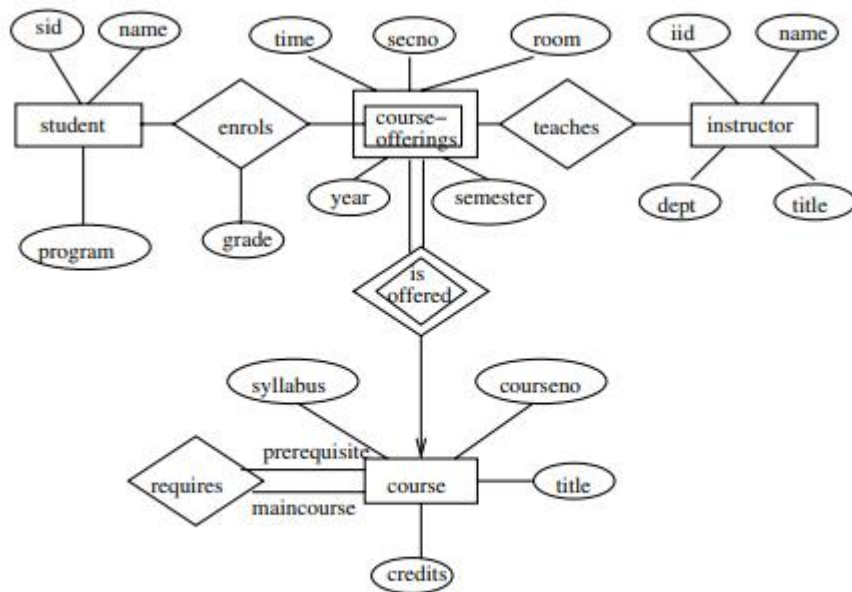 sid
name
time
secno
room
iid
name
student
enrols
course-
offerings
teaches
instructor
program
grade
year
semester
dept
title
is
offered
syllabus
courseno
requires
prerequisite
maincourse
course
title
credits